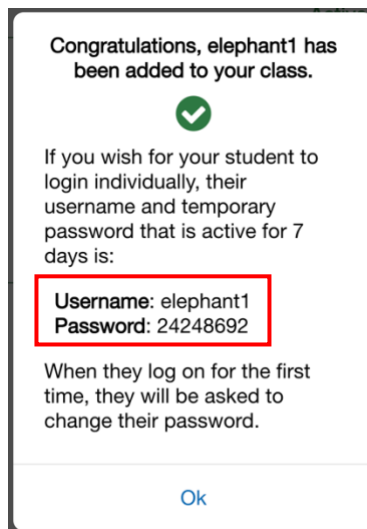 Congratulations, elephant1 has
been added to your class.
If you wish for your student to
login individually, their
username and temporary
password that is active for 7
days is:
Username: elephant1
Password: 24248692
When they log on for the first
time, they will be asked to
change their password.
Ok